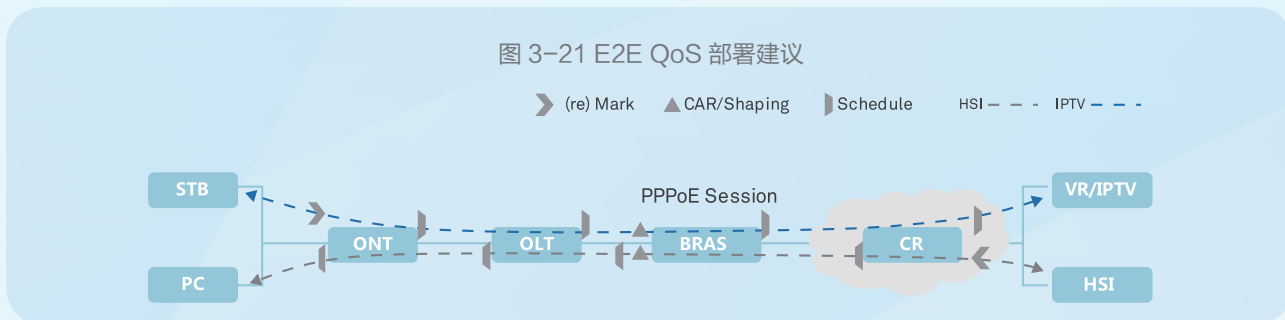 图 3-21 E2E QoS 部署建议
(re) Mark CAR/Shaping Schedule HSI IPTV
STB PPPoE Session VR/IPTV
ONT OLT BRAS CR
PC HSI